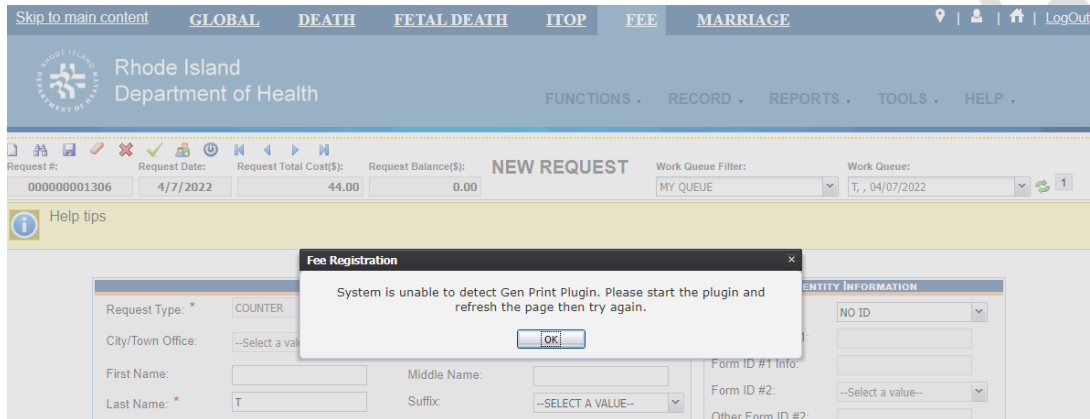 Skip to main content GLOBAL DEATH FETAL DEATH ITOP FEE MARRIAGE | | | LogOut
Rhode Island
Department of Health
FUNCTIONS RECORD REPORTS TOOLS HELP
Request #: Request Date: Request Total Cost($): Request Balance($): NEW REQUEST Work Queue Filter: Work Queue:
000000001306 4/7/2022 44.00 0.00 MY QUEUE T, , 04/07/2022 1
Help tips
Fee Registration x
System is unable to detect Gen Print Plugin. Please start the plugin and
refresh the page then try again.
OK
ENTITY INFORMATION
Request Type: * COUNTER NO ID
City/Town Office: --Select a val 1:
Form ID #1 Info:
First Name: Middle Name:
Form ID #2: --Select a value--
Last Name: * T Suffix: --SELECT A VALUE--
Other Form ID #2: